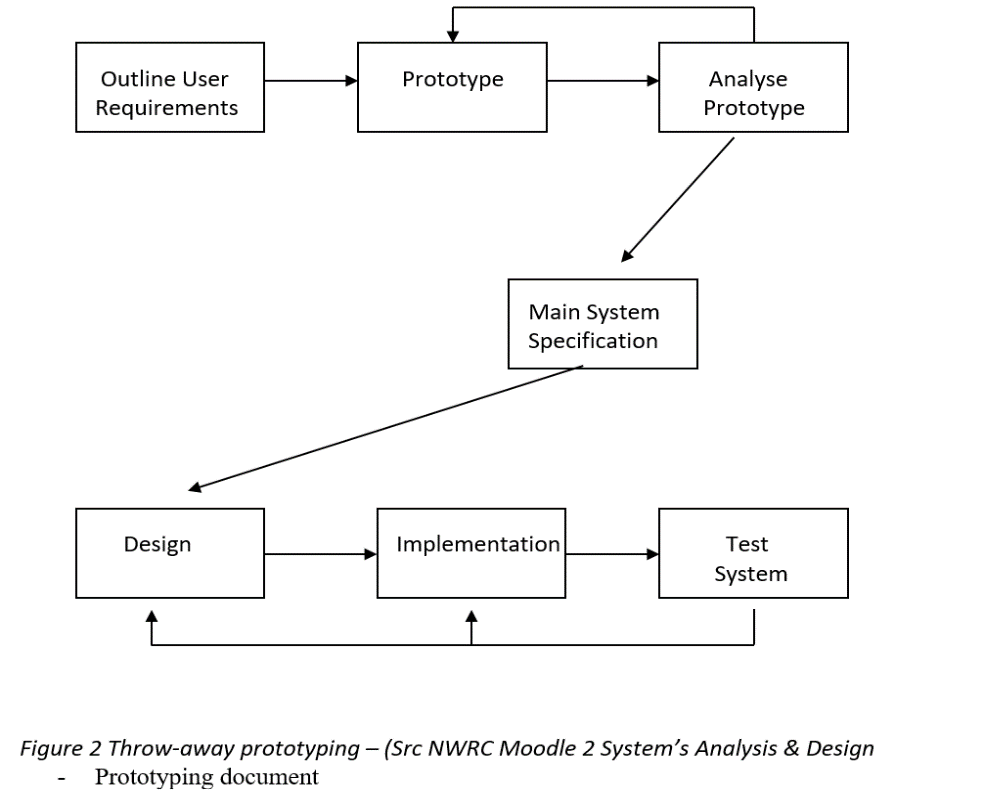 Outline User
Requirements
Prototype
Analyse
Prototype
Main System
Specification
Design
Implementation
Test
System
Figure 2 Throw-away prototyping – (Src NWRC Moodle 2 System's Analysis & Design
- Prototyping document